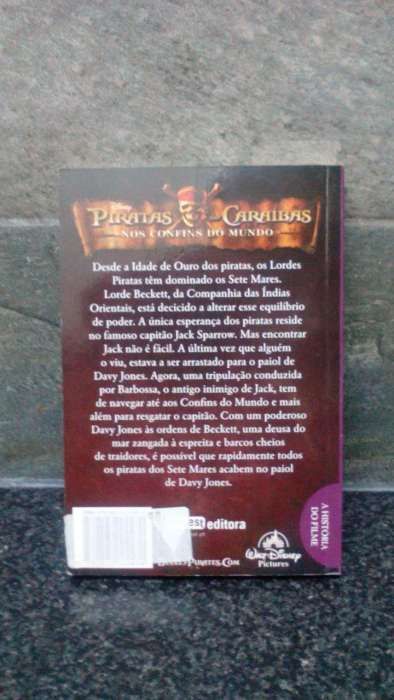 PIRATAS DAS CARAÍBAS
NOS CONFINS DO MUNDO
Desde a Idade de Ouro dos piratas, os Lordes
Piratas têm dominado os Sete Mares.
Lorde Beckett, da Companhia das Índias
Orientais, está decidido a alterar esse equilíbrio
de poder. A única esperança dos piratas reside
no famoso capitão Jack Sparrow. Mas encontrar
Jack não é fácil. A última vez que alguém
o viu, estava a ser arrastado para o paiol de
Davy Jones. Agora, uma tripulação conduzida
por Barbossa, o antigo inimigo de Jack, tem
de navegar até aos Confins do Mundo e mais
além para resgatar o capitão. Com um poderoso
Davy Jones às ordens de Beckett, uma deusa do
mar zangada à espreita e barcos cheios
de traidores, é possível que rapidamente todos
os piratas dos Sete Mares acabem no paiol
de Davy Jones.
A HISTÓRIA
DO FILME
editora
WALT DISNEY
Pictures